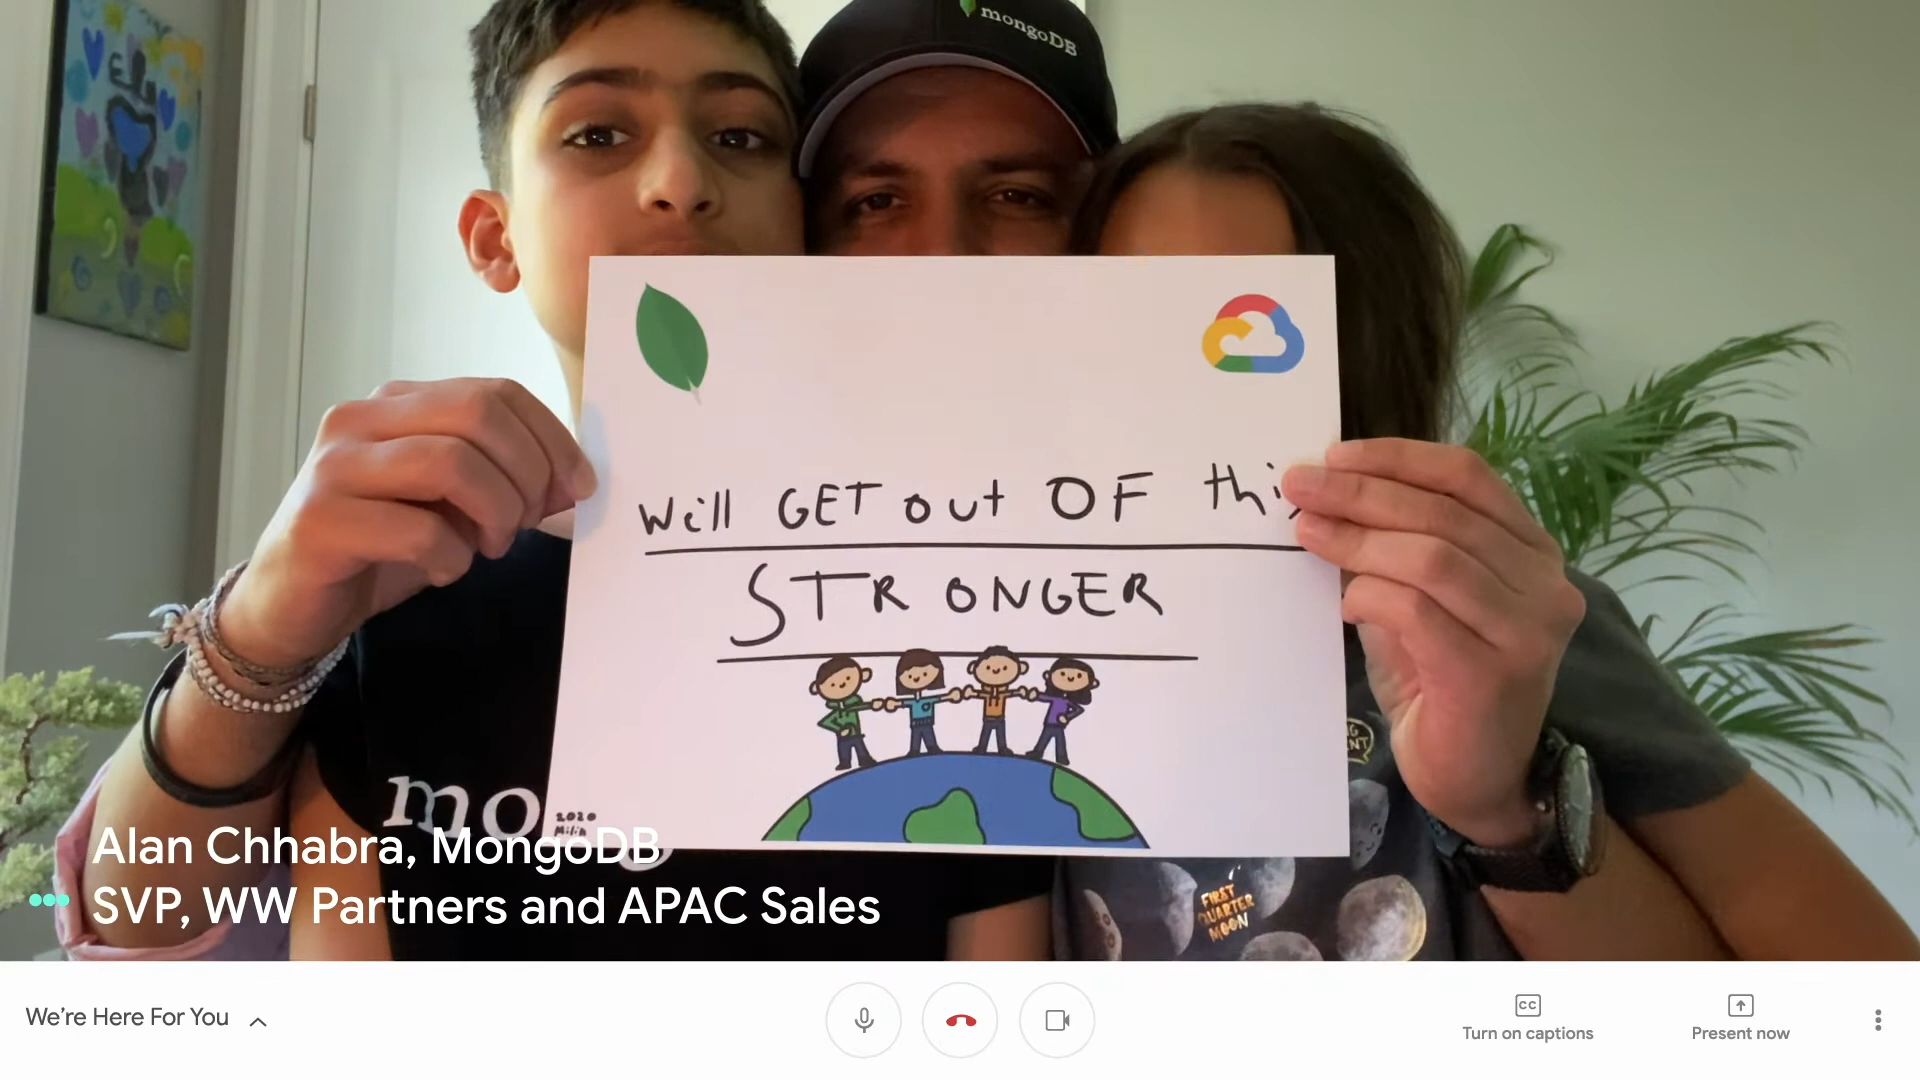 mongoDB
Will GET out OF thi
STRONGER
2020
mo
FIRST
QUARTER
MOON
Alan Chhabra, MongoDB
SVP, WW Partners and APAC Sales
We're Here For You
CC
Turn on captions
Present now